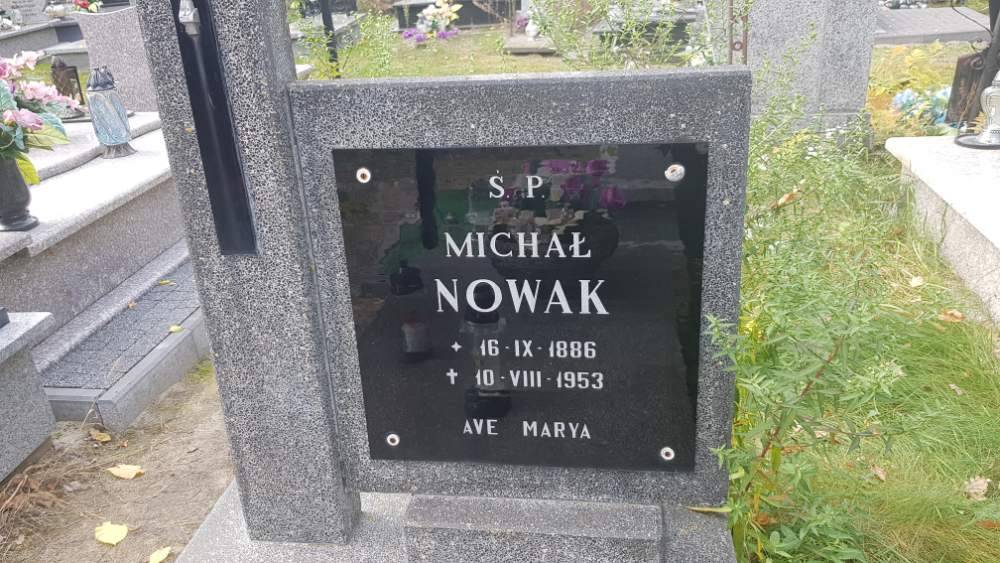 Ś. P.
MICHAŁ
NOWAK
+ 16-IX-1886
✝ 10-VIII-1953
AVE MARYA